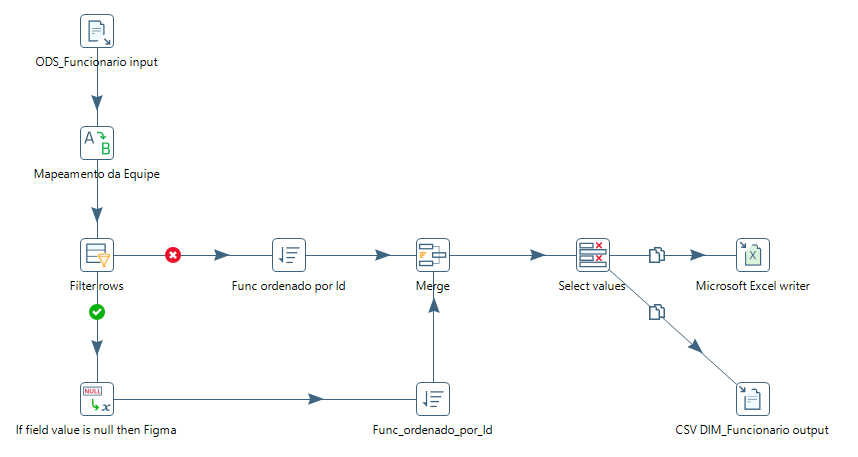 ODS_Funcionario input
A
B
Mapeamento da Equipe
Filter rows
Func ordenado por Id
Merge
Select values
X
Microsoft Excel writer
NULL
x
If field value is null then Figma
Func_ordenado_por_Id
CSV DIM_Funcionario output